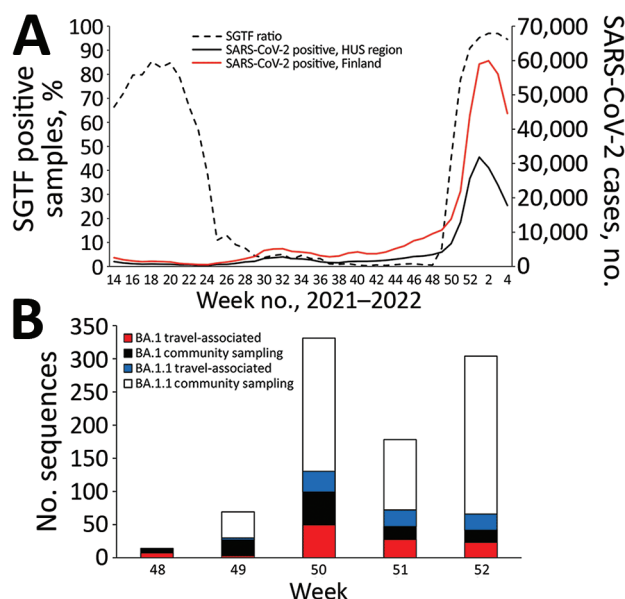 A
SGTF positive
samples, %
100
90
80
70
60
50
40
30
20
10
0
SGTF ratio
SARS-CoV-2 positive, HUS region
SARS-CoV-2 positive, Finland
70,000
60,000
50,000
40,000
30,000
20,000
10,000
0
SARS-CoV-2 cases, no.
14 16 18 20 22 24 26 28 30 32 34 36 38 40 42 44 46 48 50 52 2 4
Week no., 2021–2022
B
No. sequences
350
300
250
200
150
100
50
0
BA.1 travel-associated
BA.1 community sampling
BA.1.1 travel-associated
BA.1.1 community sampling
48 49 50 51 52
Week